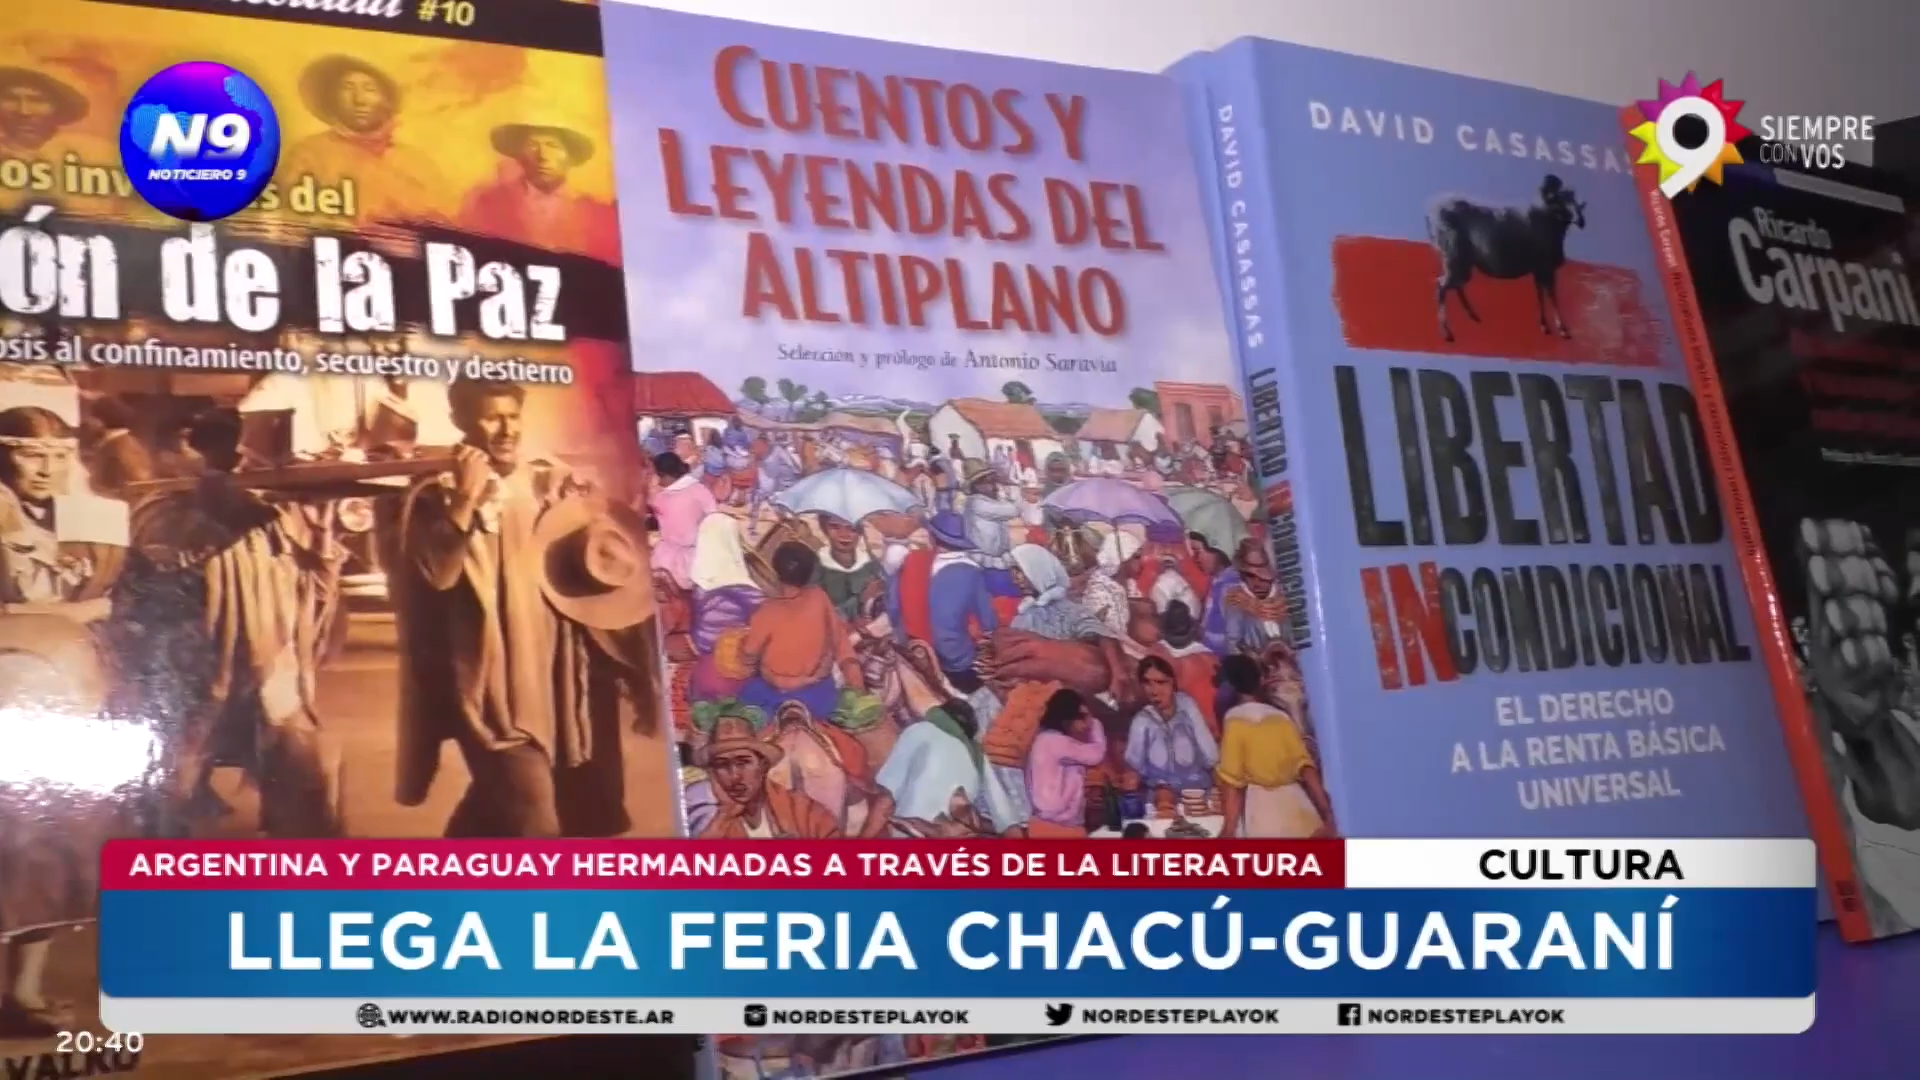 #10
N9
NOTICIERO 9
del
ón de la Paz
osis al confinamiento, secuestro y destierro
CUENTOS Y
LEYENDAS DEL
ALTIPLANO
Selección y prólogo de Antonio Saravia
DAVID CASASSAS LIBERTAD INCONDICIONAL
DAVID CASASSAS
LIBERTAD
INCONDICIONAL
EL DERECHO
A LA RENTA BÁSICA
UNIVERSAL
9 SIEMPRE
CON VOS
Ricardo
Carpani
ARGENTINA Y PARAGUAY HERMANADAS A TRAVÉS DE LA LITERATURA
CULTURA
LLEGA LA FERIA CHACÚ-GUARANÍ
WWW.RADIONORDESTE.AR NORDESTEPLAYOK NORDESTEPLAYOK NORDESTEPLAYOK
20:40
VALKO